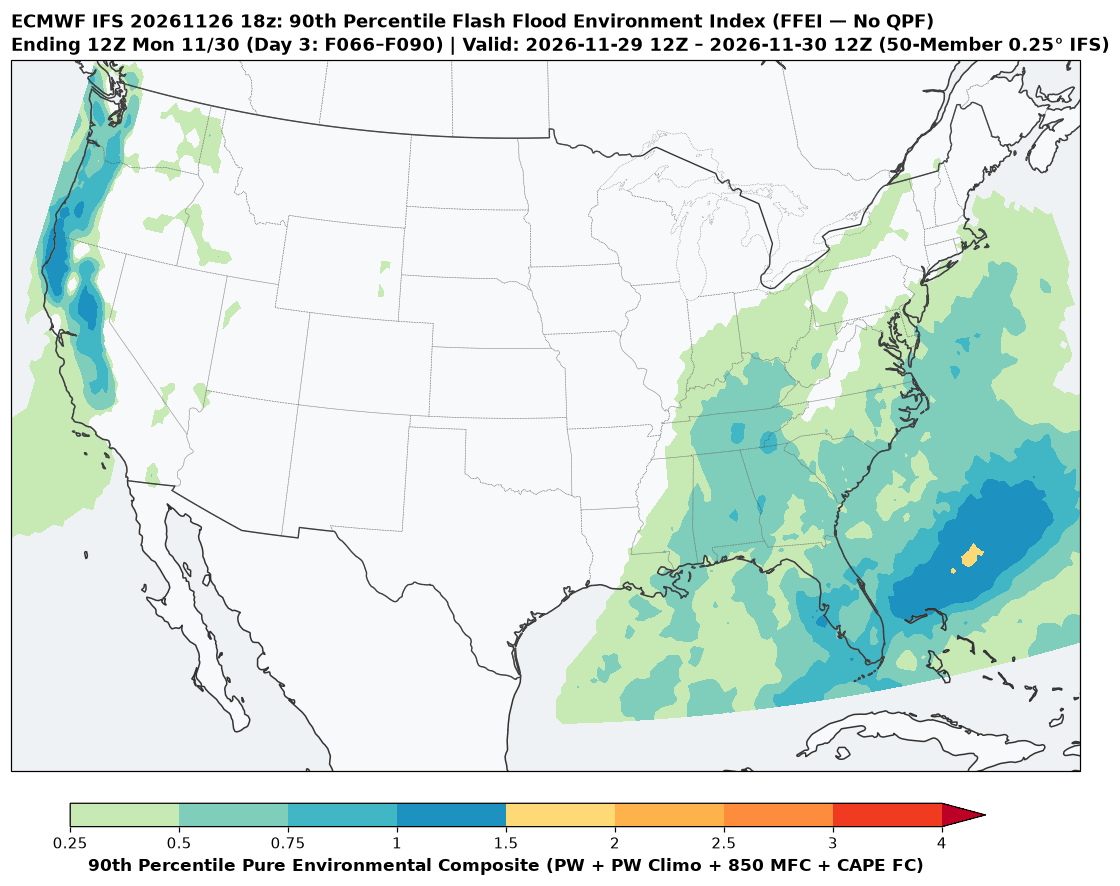 ECMWF IFS 20261126 18z: 90th Percentile Flash Flood Environment Index (FFEI — No QPF)
Ending 12Z Mon 11/30 (Day 3: F066–F090) | Valid: 2026-11-29 12Z – 2026-11-30 12Z (50-Member 0.25° IFS)
0.25 0.5 0.75 1 1.5 2 2.5 3 4
90th Percentile Pure Environmental Composite (PW + PW Climo + 850 MFC + CAPE FC)